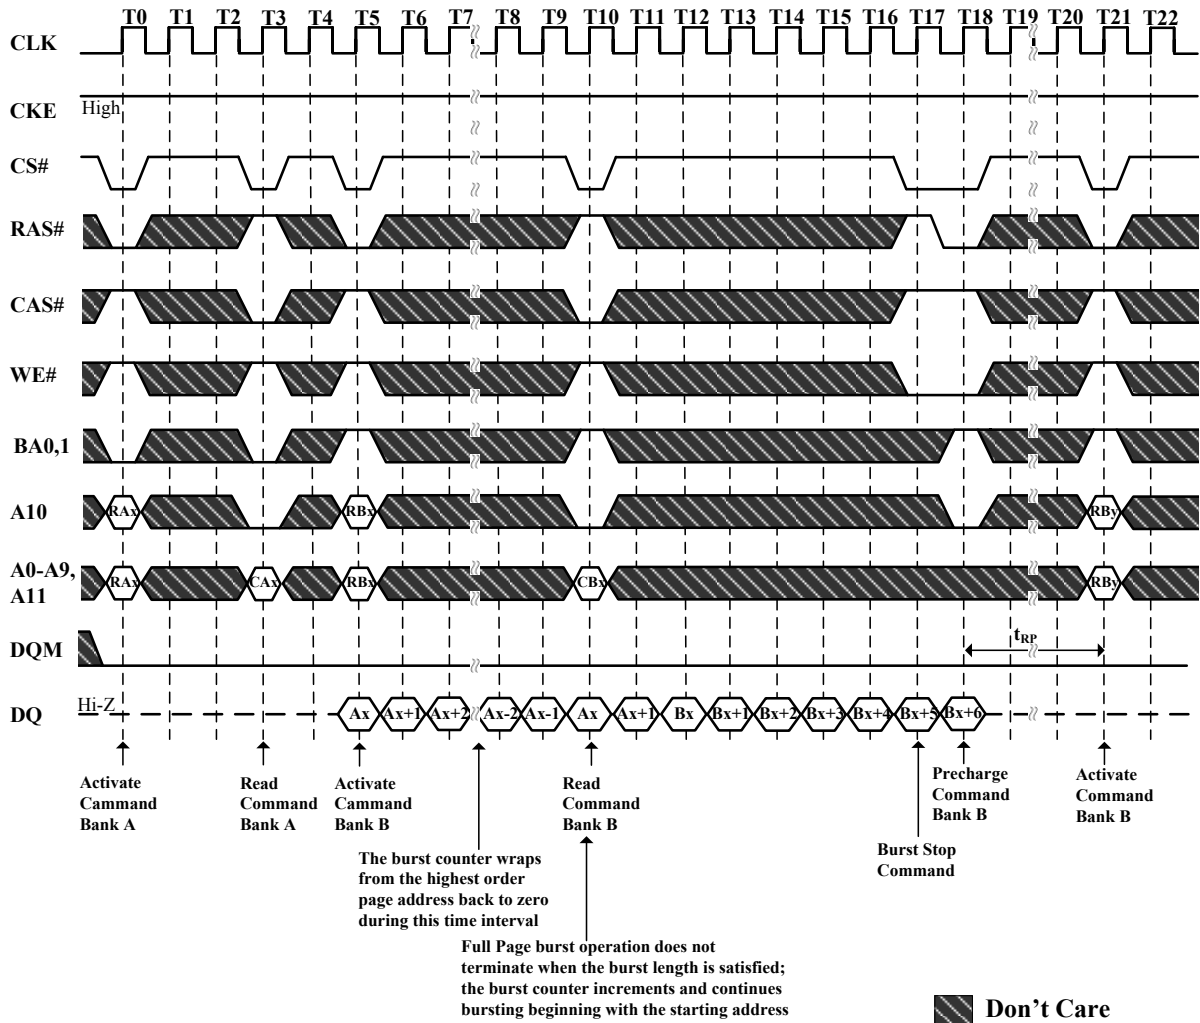 T0 T1 T2 T3 T4 T5 T6 T7 T8 T9 T10 T11 T12 T13 T14 T15 T16 T17 T18 T19 T20 T21 T22
CLK
CKE High
CS#
RAS#
CAS#
WE#
BA0,1
A10 RAx RBx RBy
A0-A9,
A11 RAx CAx RBx CBx RBy
DQM tRP
DQ Hi-Z Ax Ax+1 Ax+2 Ax-2 Ax-1 Ax Ax+1 Bx Bx+1 Bx+2 Bx+3 Bx+4 Bx+5 Bx+6
Activate
Cammand
Bank A
Read
Command
Bank A
Activate
Cammand
Bank B
Read
Command
Bank B
Precharge
Command
Bank B
Activate
Command
Bank B
Burst Stop
Command
The burst counter wraps
from the highest order
page address back to zero
during this time interval
Full Page burst operation does not
terminate when the burst length is satisfied;
the burst counter increments and continues
bursting beginning with the starting address
Don't Care